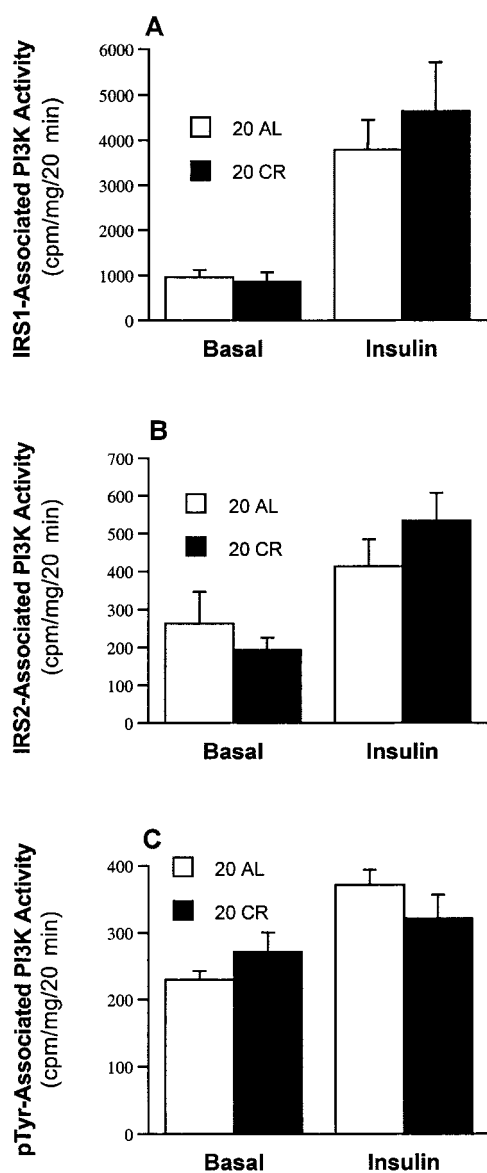 A
IRS1-Associated PI3K Activity
(cpm/mg/20 min)
6000
5000
4000
3000
2000
1000
0
20 AL
20 CR
Basal Insulin
B
IRS2-Associated PI3K Activity
(cpm/mg/20 min)
700
600
500
400
300
200
100
0
20 AL
20 CR
Basal Insulin
C
pTyr-Associated PI3K Activity
(cpm/mg/20 min)
400
300
200
100
0
20 AL
20 CR
Basal Insulin